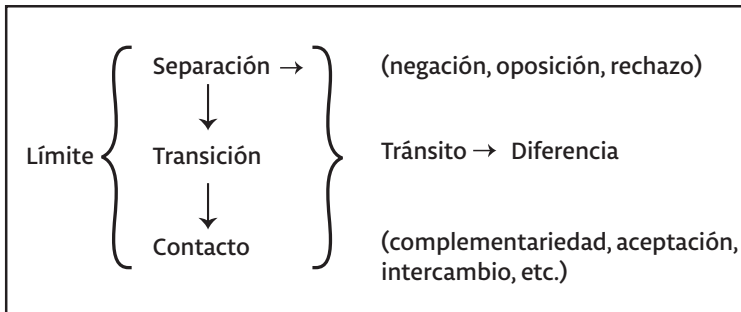 Separación → (negación, oposición, rechazo)
Límite Transición Tránsito → Diferencia
Contacto (complementariedad, aceptación,
intercambio, etc.)